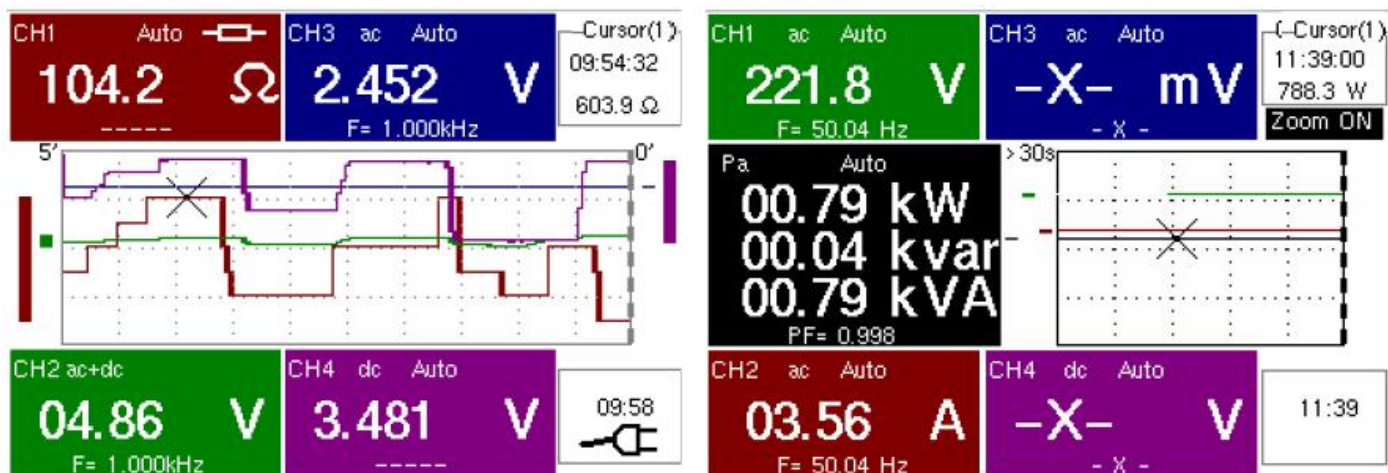 CH1 Auto
104.2 Ω
-----
CH3 ac Auto
2.452 V
F= 1.000kHz
Cursor(1)
09:54:32
603.9 Ω
5'
0'
CH2 ac+dc
04.86 V
F= 1.000kHz
CH4 dc Auto
3.481 V
-----
09:58
CH1 ac Auto
221.8 V
F= 50.04 Hz
CH3 ac Auto
-X- mV
- X -
(-Cursor(1)
11:39:00
788.3 W
Zoom ON
Pa Auto
00.79 kW
00.04 kvar
00.79 kVA
PF= 0.998
>30s
CH2 ac Auto
03.56 A
F= 50.04 Hz
CH4 dc Auto
-X- V
- X -
11:39